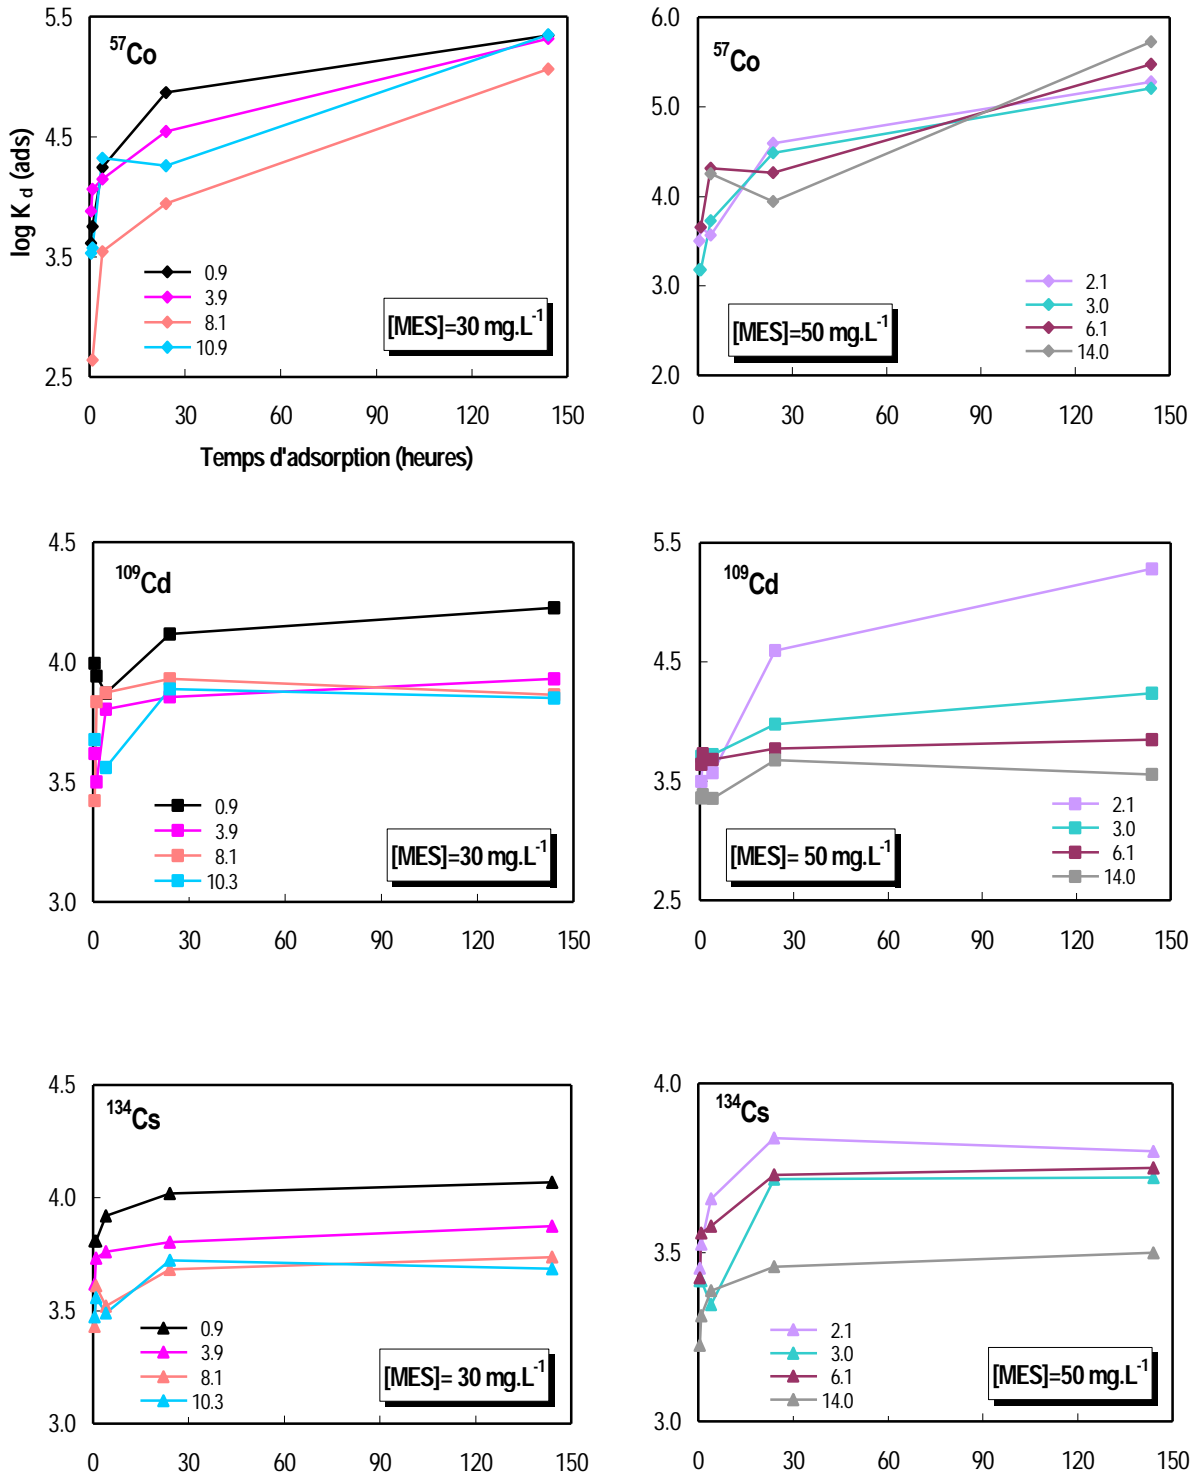 5.5
4.5
3.5
2.5
log K d (ads)
57Co
0.9
3.9
8.1
10.9
[MES]=30 mg.L-1
0 30 60 90 120 150
Temps d'adsorption (heures)
6.0
5.0
4.0
3.0
2.0
57Co
2.1
3.0
6.1
14.0
[MES]=50 mg.L-1
0 30 60 90 120 150
4.5
4.0
3.5
3.0
109Cd
0.9
3.9
8.1
10.3
[MES]=30 mg.L-1
0 30 60 90 120 150
5.5
4.5
3.5
2.5
109Cd
2.1
3.0
6.1
14.0
[MES]= 50 mg.L-1
0 30 60 90 120 150
4.5
4.0
3.5
3.0
134Cs
0.9
3.9
8.1
10.3
[MES]= 30 mg.L-1
0 30 60 90 120 150
4.0
3.5
3.0
134Cs
2.1
3.0
6.1
14.0
[MES]=50 mg.L-1
0 30 60 90 120 150